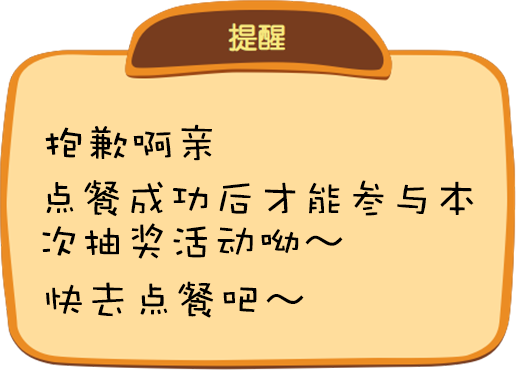 提醒
抱歉啊亲
点餐成功后才能参与本
次抽奖活动呦～
快去点餐吧～